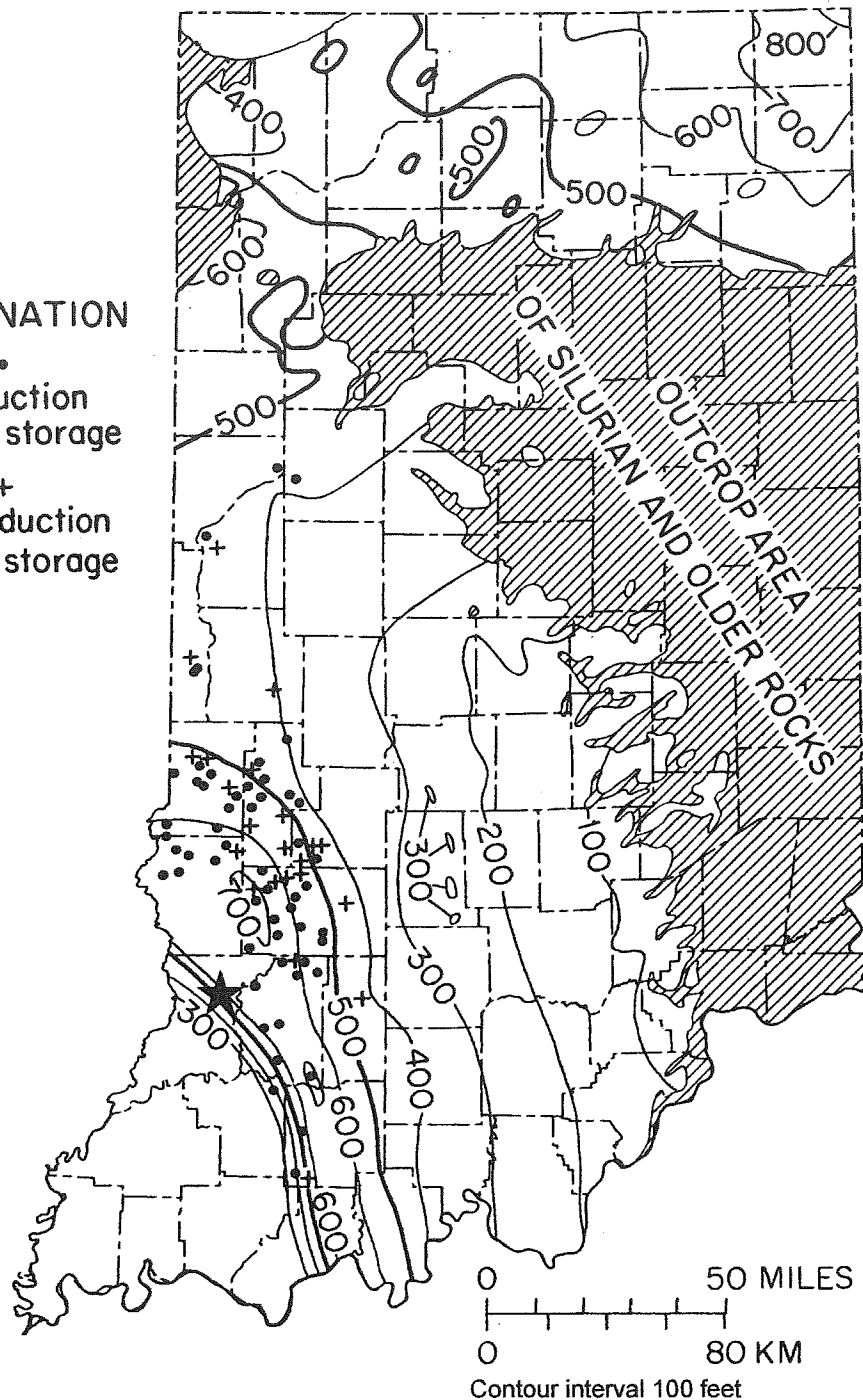 800
400
700
600
500
500
600
NATION
uction
500
storage
+
duction
storage
OUTCROP AREA
OF SILURIAN AND OLDER ROCKS
200
100
300
700
300
300
500
400
600
600
0 50 MILES
0 80 KM
Contour interval 100 feet